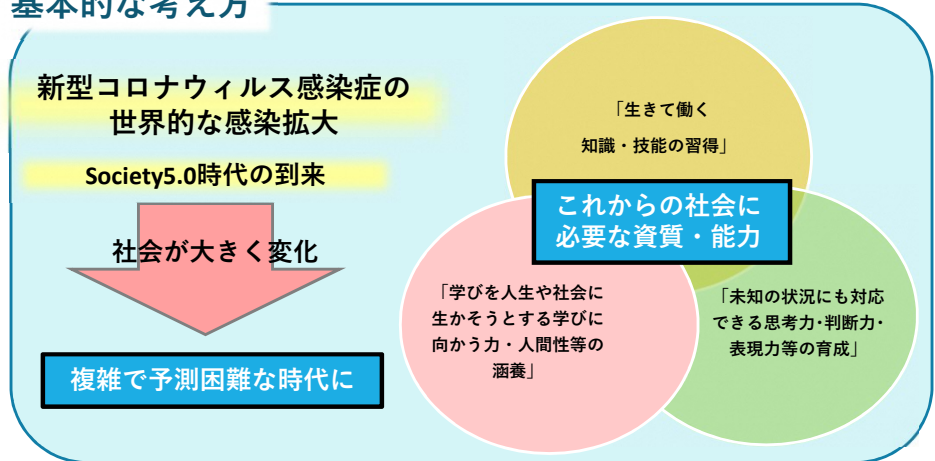 基本的な考え方
新型コロナウィルス感染症の
世界的な感染拡大
Society5.0時代の到来
社会が大きく変化
複雑で予測困難な時代に
「生きて働く
知識・技能の習得」
これからの社会に
必要な資質・能力
「学びを人生や社会に
生かそうとする学びに
向かう力・人間性等の
涵養」
「未知の状況にも対応
できる思考力・判断力・
表現力等の育成」